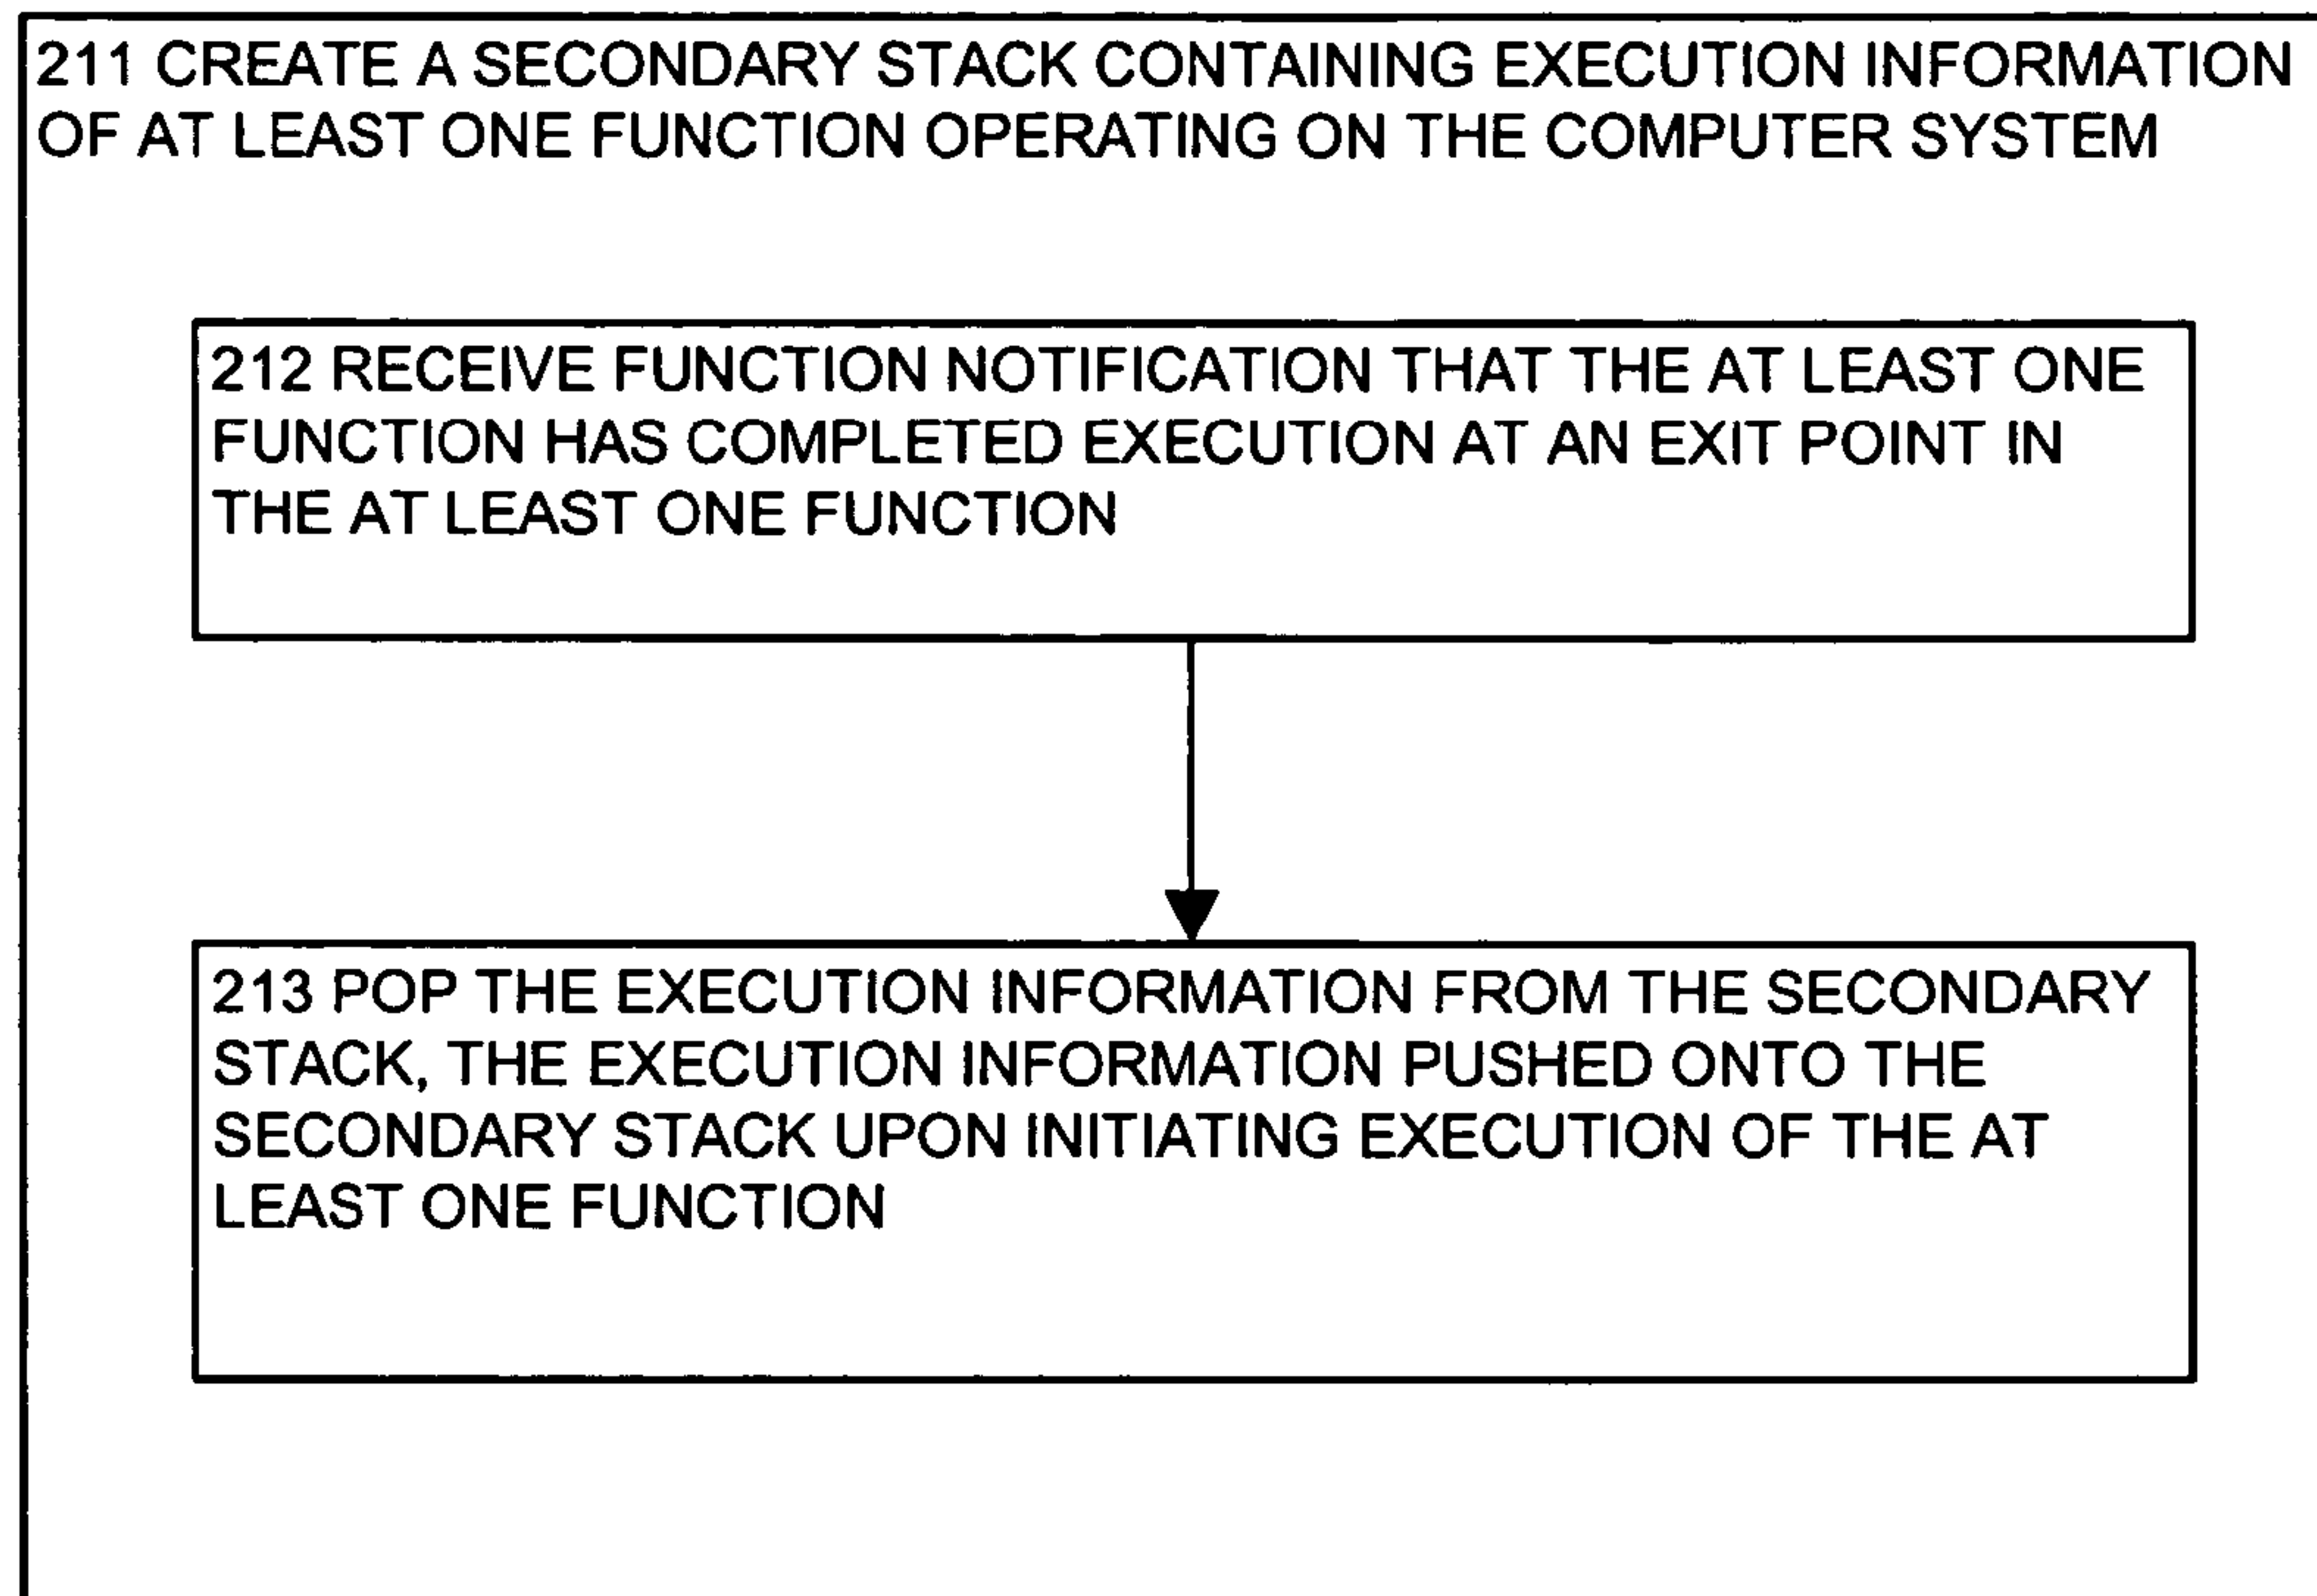 211 CREATE A SECONDARY STACK CONTAINING EXECUTION INFORMATION
OF AT LEAST ONE FUNCTION OPERATING ON THE COMPUTER SYSTEM
212 RECEIVE FUNCTION NOTIFICATION THAT THE AT LEAST ONE
FUNCTION HAS COMPLETED EXECUTION AT AN EXIT POINT IN
THE AT LEAST ONE FUNCTION
213 POP THE EXECUTION INFORMATION FROM THE SECONDARY
STACK, THE EXECUTION INFORMATION PUSHED ONTO THE
SECONDARY STACK UPON INITIATING EXECUTION OF THE AT
LEAST ONE FUNCTION